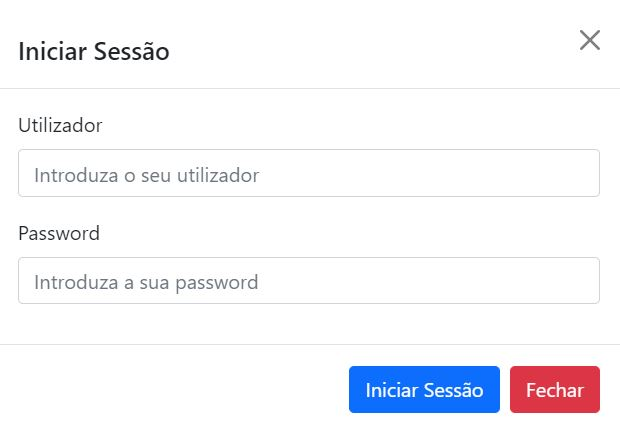 Iniciar Sessão
Utilizador
Introduza o seu utilizador
Password
Introduza a sua password
Iniciar Sessão Fechar